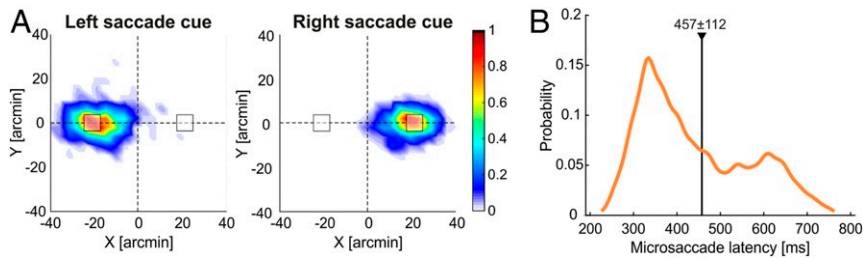 A
Left saccade cue
Right saccade cue
Y [arcmin]
40
20
0
-20
-40
-40 -20 0 20 40
X [arcmin]
Y [arcmin]
40
20
0
-20
-40
-40 -20 0 20 40
X [arcmin]
1
0.8
0.6
0.4
0.2
0
B
457±112
Probability
0.2
0.15
0.1
0.05
0
200 300 400 500 600 700 800
Microsaccade latency [ms]